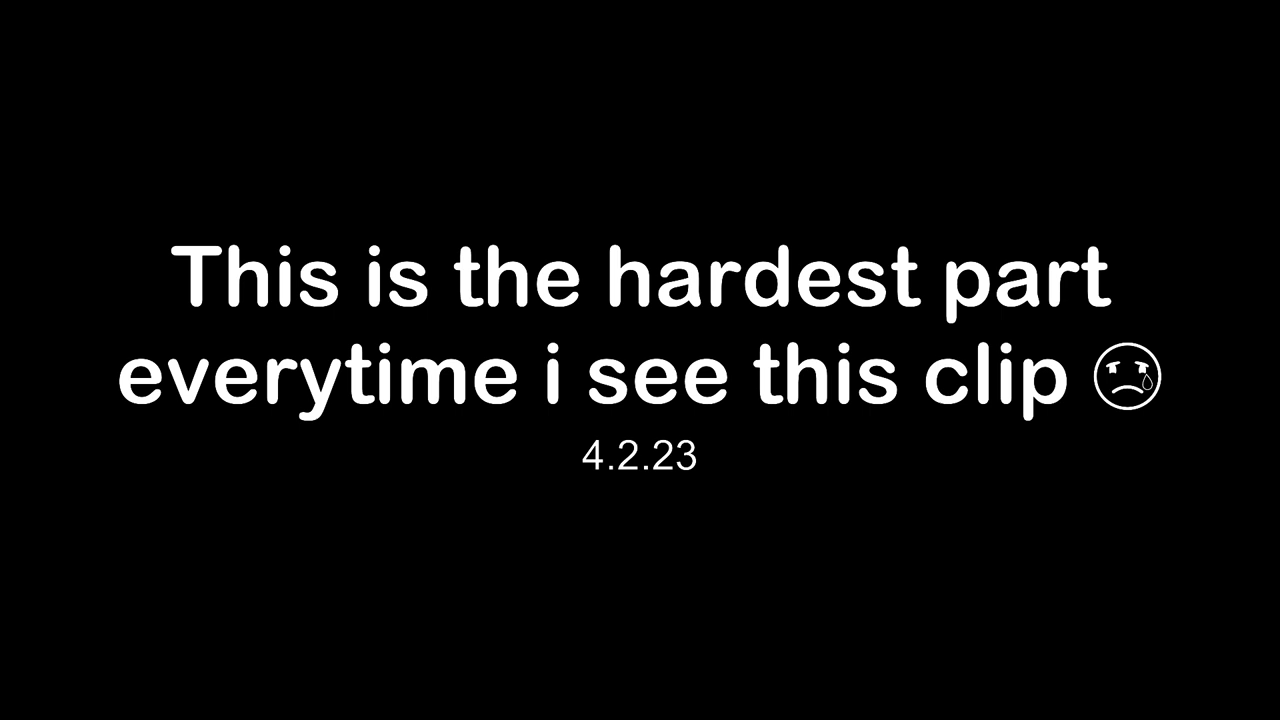 This is the hardest part
everytime i see this clip 😢
4.2.23